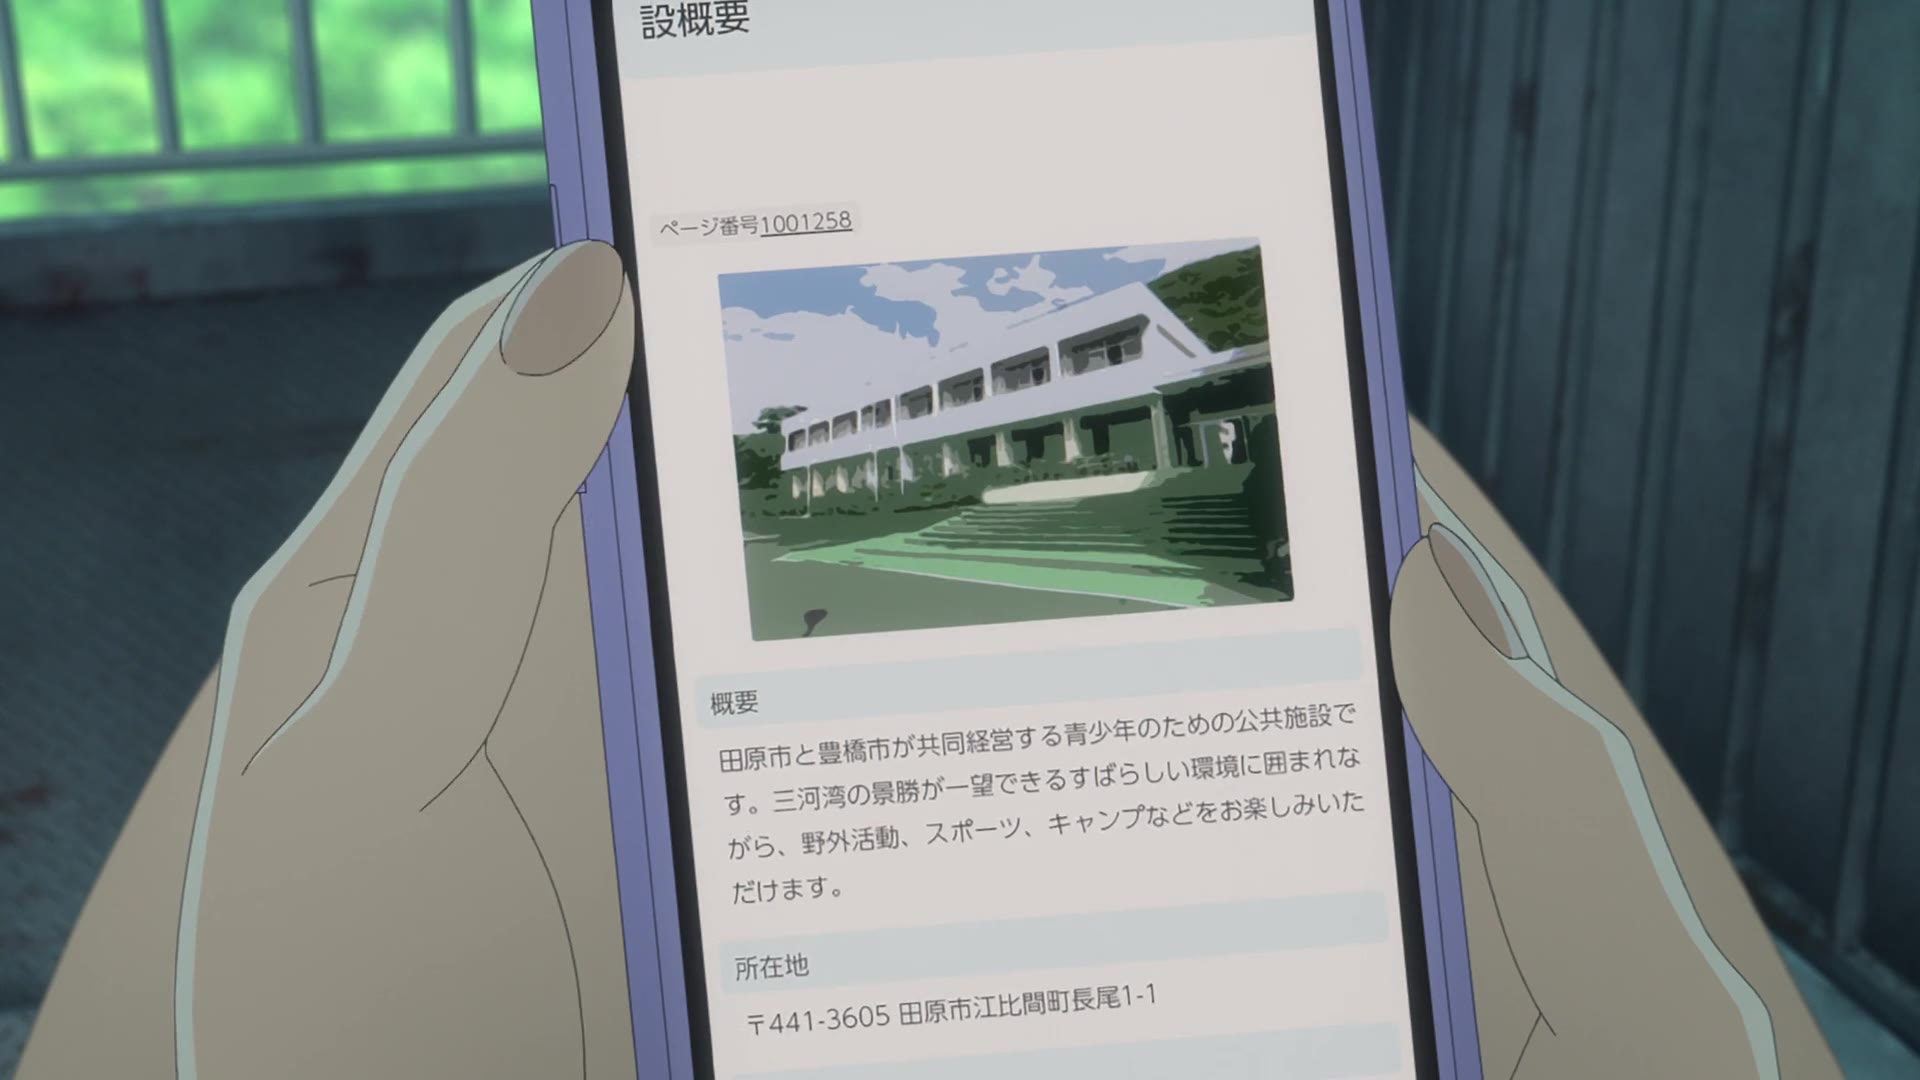 設概要
ページ番号1001258
概要
田原市と豊橋市が共同経営する青少年のための公共施設で
す。三河湾の景勝が一望できるすばらしい環境に囲まれな
がら、野外活動、スポーツ、キャンプなどをお楽しみいた
だけます。
所在地
〒441-3605 田原市江比間町長尾1-1